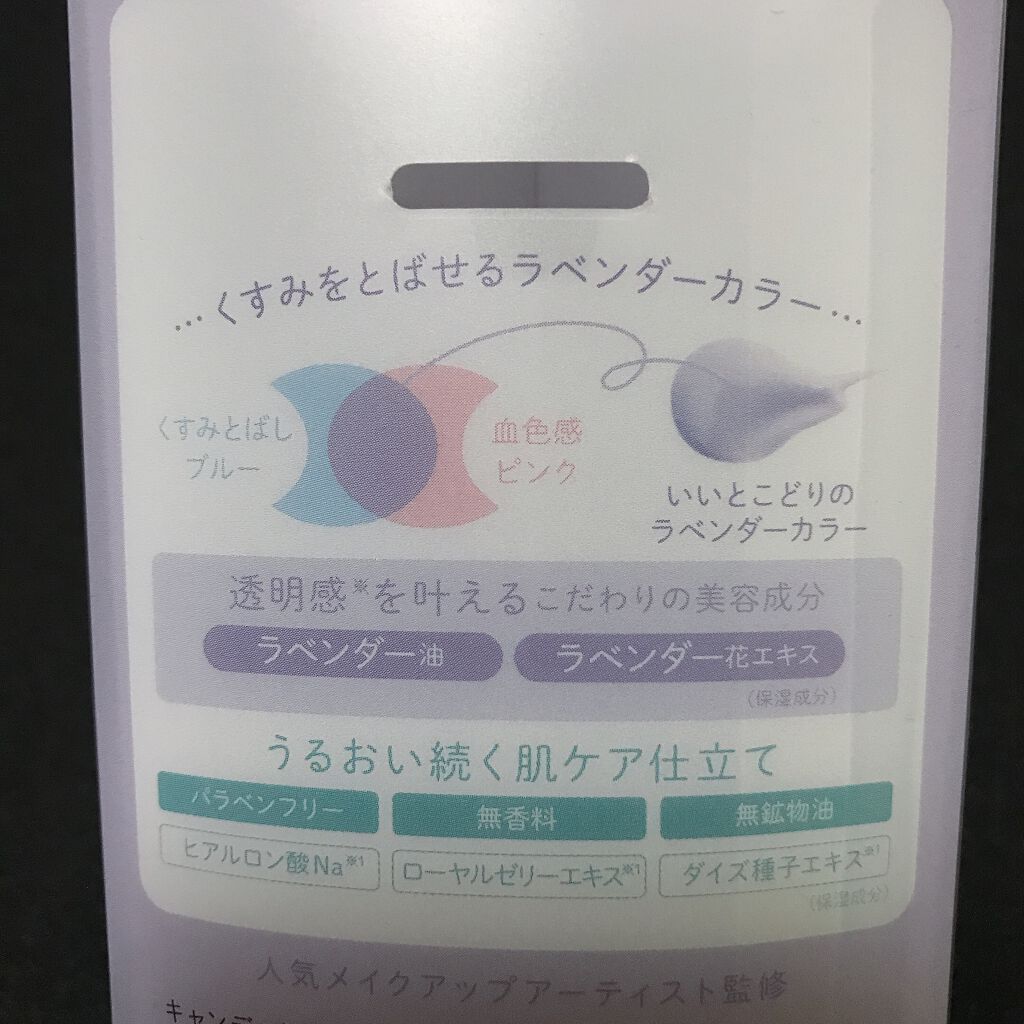 …くすみをとばせるラベンダーカラー…
くすみとばし
ブルー
血色感
ピンク
いいとこどりの
ラベンダーカラー
透明感※を叶えるこだわりの美容成分
ラベンダー油
ラベンダー花エキス
(保湿成分)
うるおい続く肌ケア仕立て
パラベンフリー
無香料
無鉱物油
ヒアルロン酸Na※1
ローヤルゼリーエキス※1
ダイズ種子エキス※1
(保湿成分)
人気メイクアップアーティスト監修
キャンデ